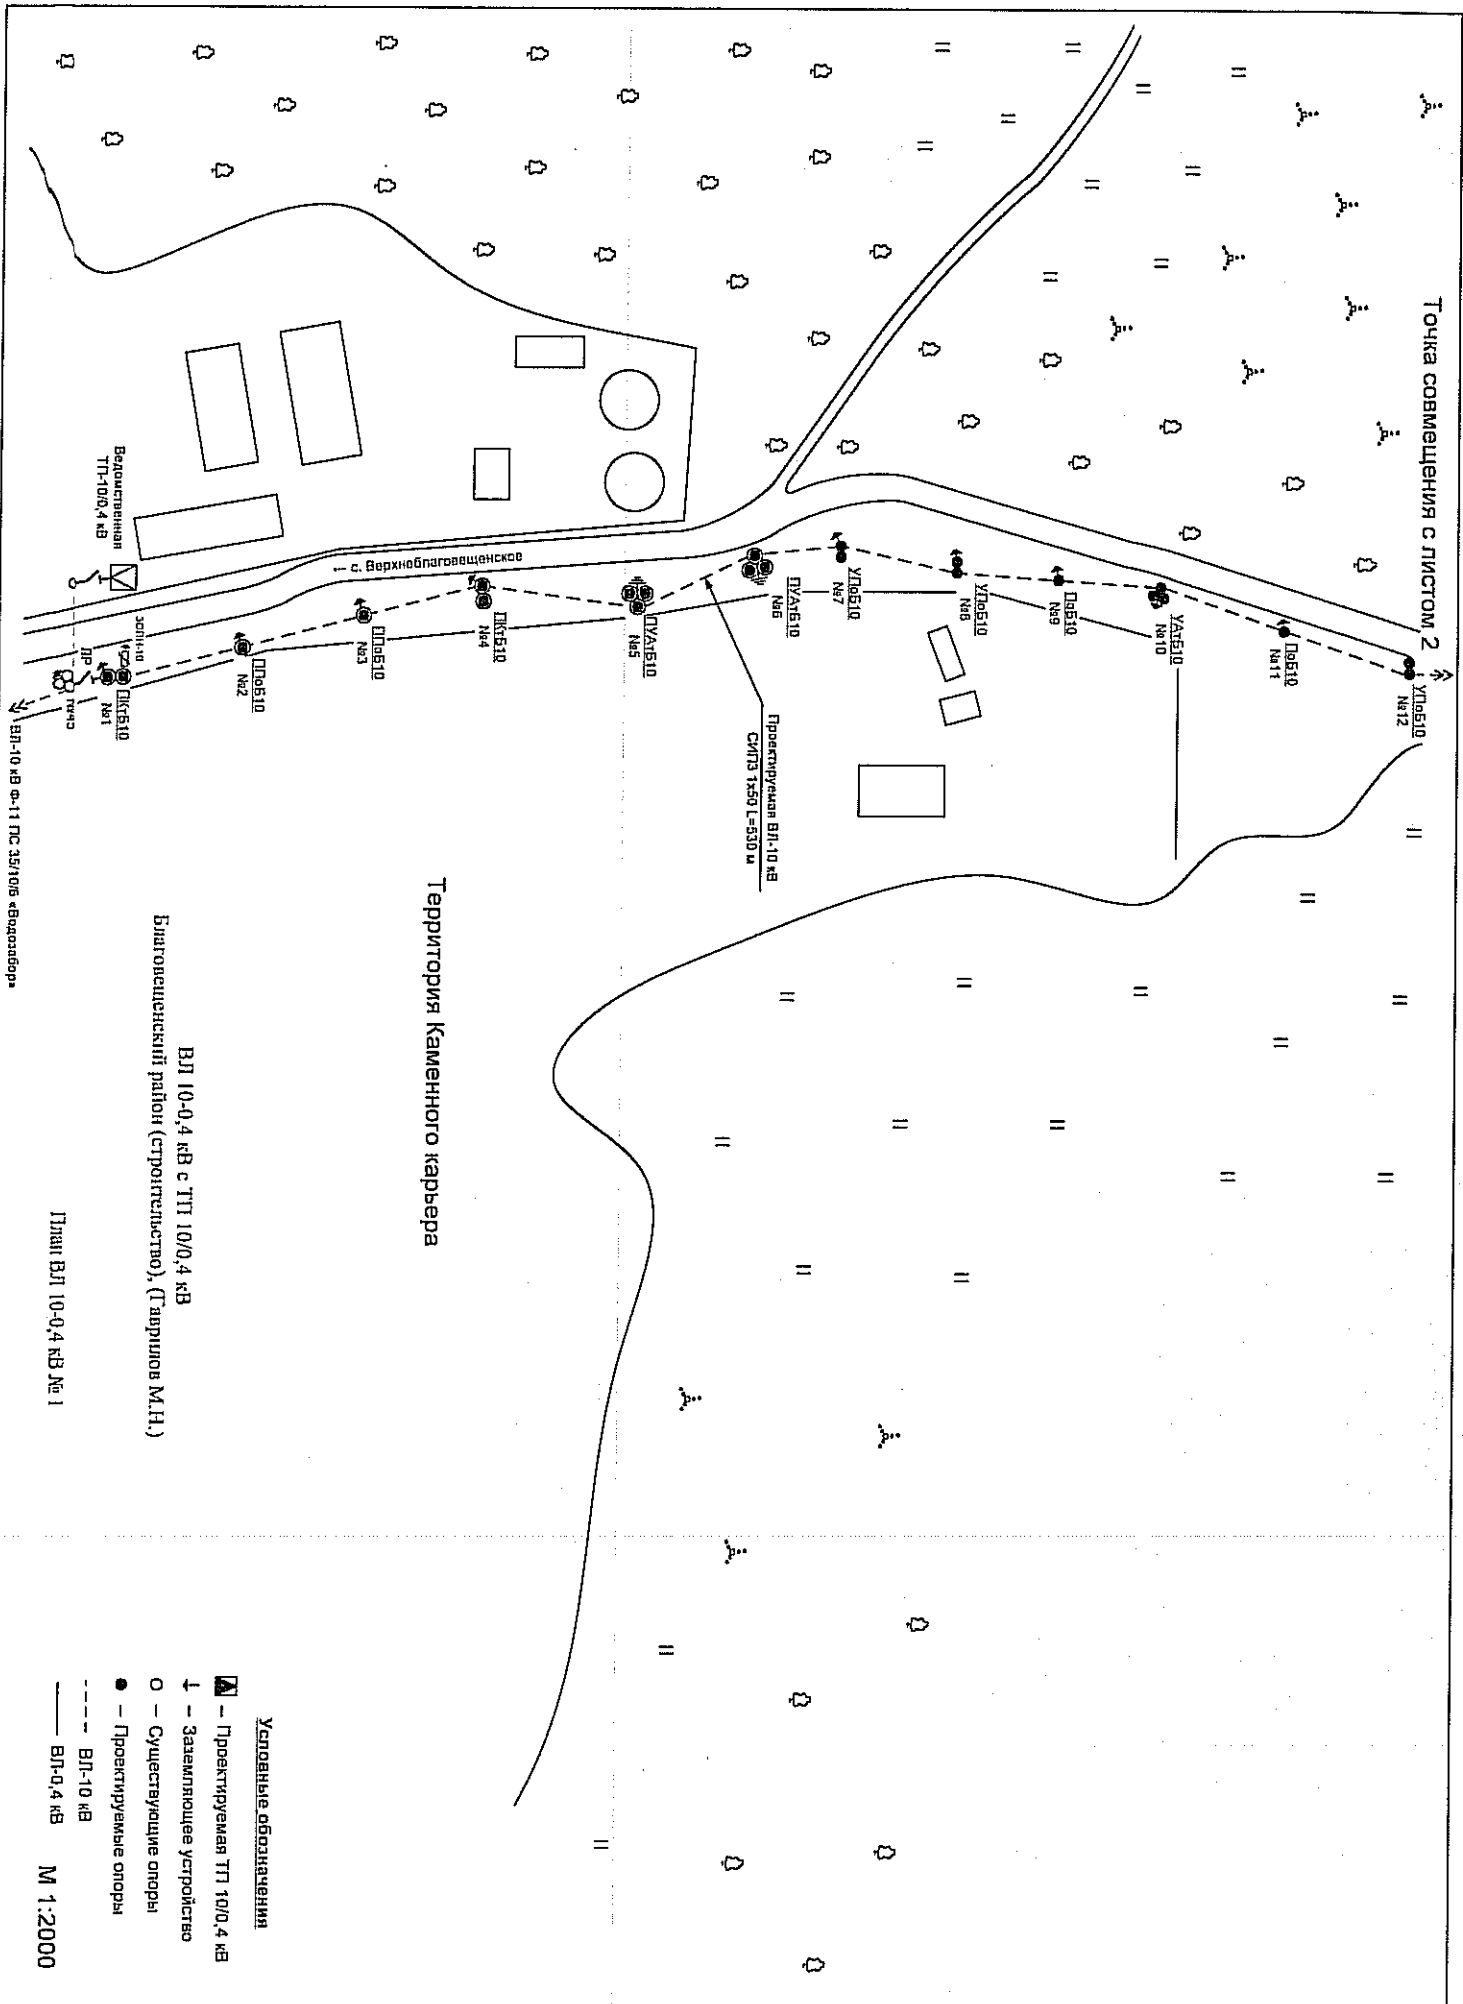 Точка совмещения с листом 2
УПоБ10
№12
ПоБ10
№11
УАтБ10
№10
ПоБ10
№9
УПоБ10
№8
УПоБ10
№7
ПУАтБ10
№6
Проектируемая ВЛ-10 кВ
СИП3 1х50 L=530 м
ПУАтБ10
№5
ПКтБ10
№4
← с. Верхнеблаговещенское
ППоБ10
№3
ППоБ10
№2
ПКтБ10
№1
Ведомственная
ТП-10/0,4 кВ
ЛР
ВЛ-10 кВ Ф-11 ПС 35/10/6 «Водозабор»
Территория Каменного карьера
ВЛ 10-0,4 кВ с ТП 10/0,4 кВ
Благовещенский район (строительство), (Гаврилов М.Н.)
План ВЛ 10-0,4 кВ № 1
Условные обозначения
– Проектируемая ТП 10/0,4 кВ
– Заземляющее устройство
– Существующие опоры
– Проектируемые опоры
ВЛ-10 кВ
ВЛ-0,4 кВ
М 1:2000